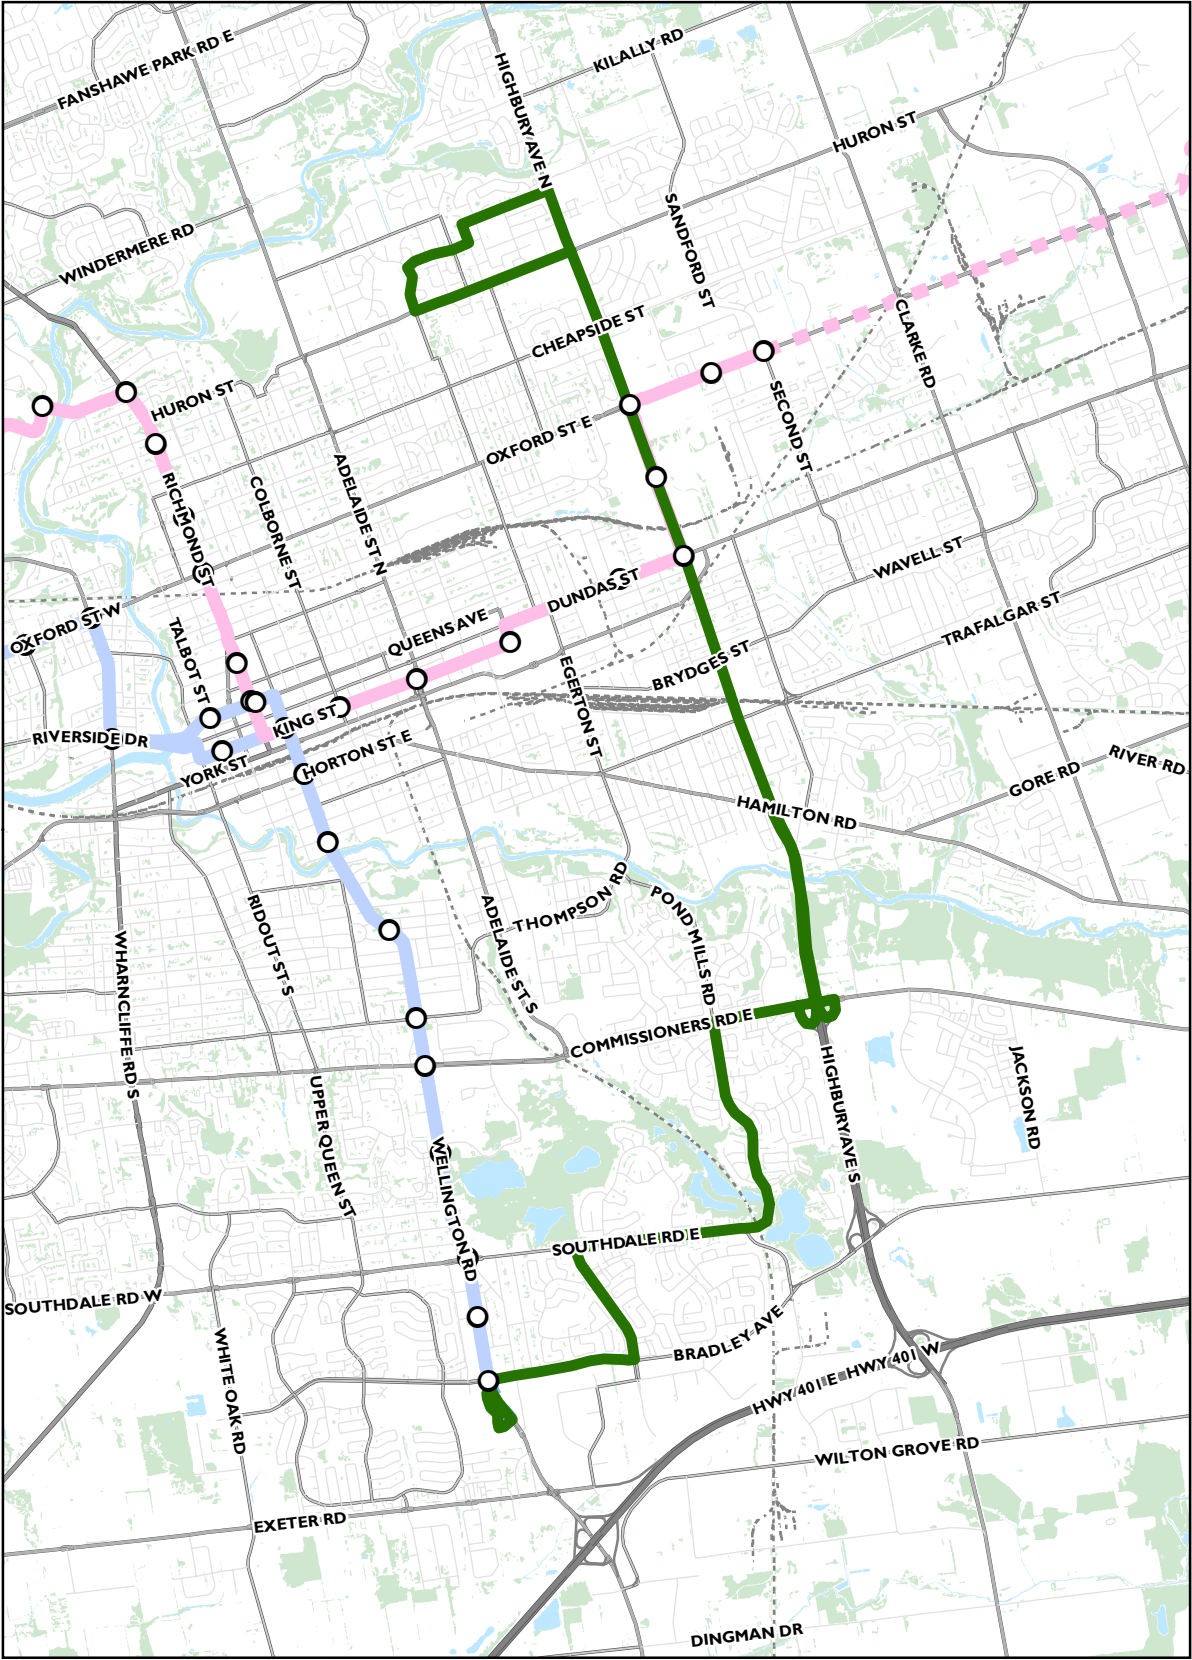 FANSHAWE PARK RD E
HIGHBURY AVE N
KILALLY RD
HURON ST
WINDERMERE RD
SANDFORD ST
CHEAPSIDE ST
CLARKE RD
HURON ST
OXFORD ST E
SECOND ST
RICHMOND ST
COLBORNE ST
ADELAIDE ST N
WAVELL ST
DUNDAS ST
TRAFALGAR ST
OXFORD ST W
TALBOT ST
QUEENS AVE
BRYDGES ST
EGERTON ST
KING ST
RIVERSIDE DR
HORTON ST E
YORK ST
RIVER RD
GORE RD
HAMILTON RD
THOMPSON RD
POND MILLS RD
RIDOUT ST S
ADELAIDE ST S
WHARNCLIFFE RD S
COMMISSIONERS RD E
HIGHBURY AVE S
JACKSON RD
UPPER QUEEN ST
WELLINGTON RD
SOUTHDALE RD E
SOUTHDALE RD W
WHITE OAK RD
BRADLEY AVE
HWY 401 E
HWY 401 W
WILTON GROVE RD
EXETER RD
DINGMAN DR